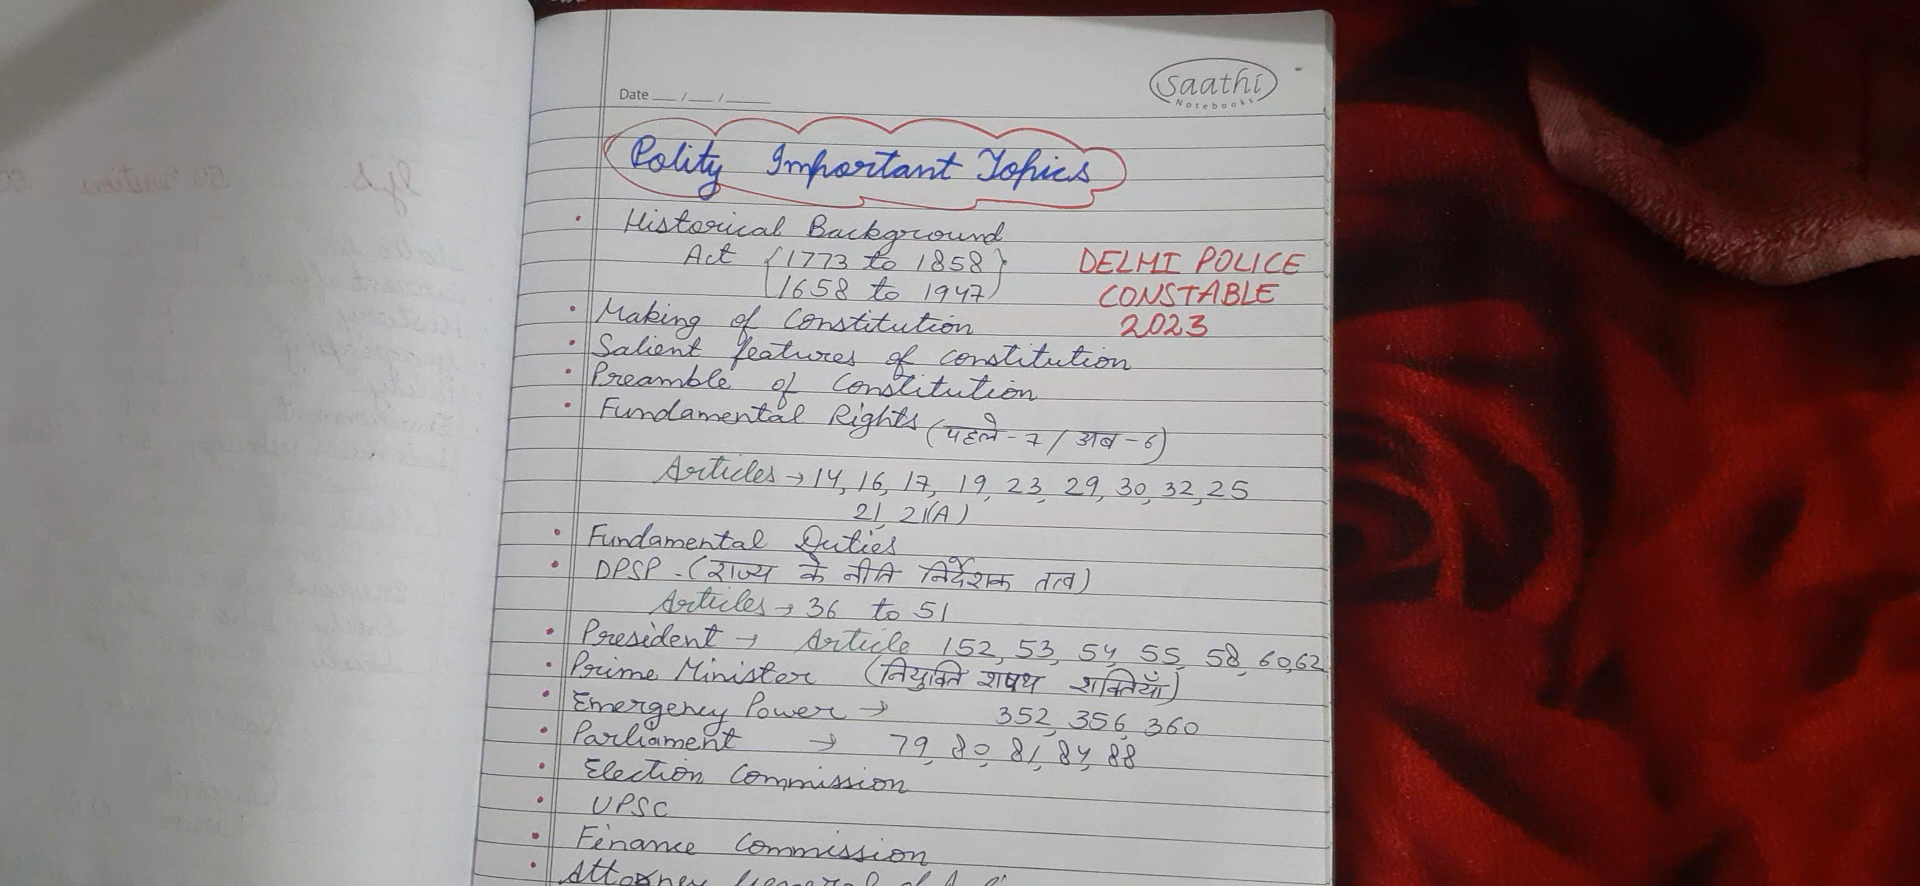 saathi
Notebooks
Date __/__/____
Polity Important Topics
• Historical Background
Act {1773 to 1858}
{1658 to 1947}
DELHI POLICE
CONSTABLE
2023
• Making of Constitution
• Salient features of constitution
• Preamble of Constitution
• Fundamental Rights (पहले - 7 / अब - 6)
Articles → 14, 16, 17, 19, 23, 29, 30, 32, 25
21, 21(A)
• Fundamental Duties
• DPSP - (राज्य के नीति निर्देशक तत्व)
Articles → 36 to 51
• President → Article 152, 53, 54, 55, 58, 60, 62
• Prime Minister (नियुक्ति शपथ शक्तियाँ)
• Emergency Power → 352, 356, 360
• Parliament → 79, 80, 81, 84, 88
• Election Commission
• UPSC
• Finance Commission
• Attorney General of